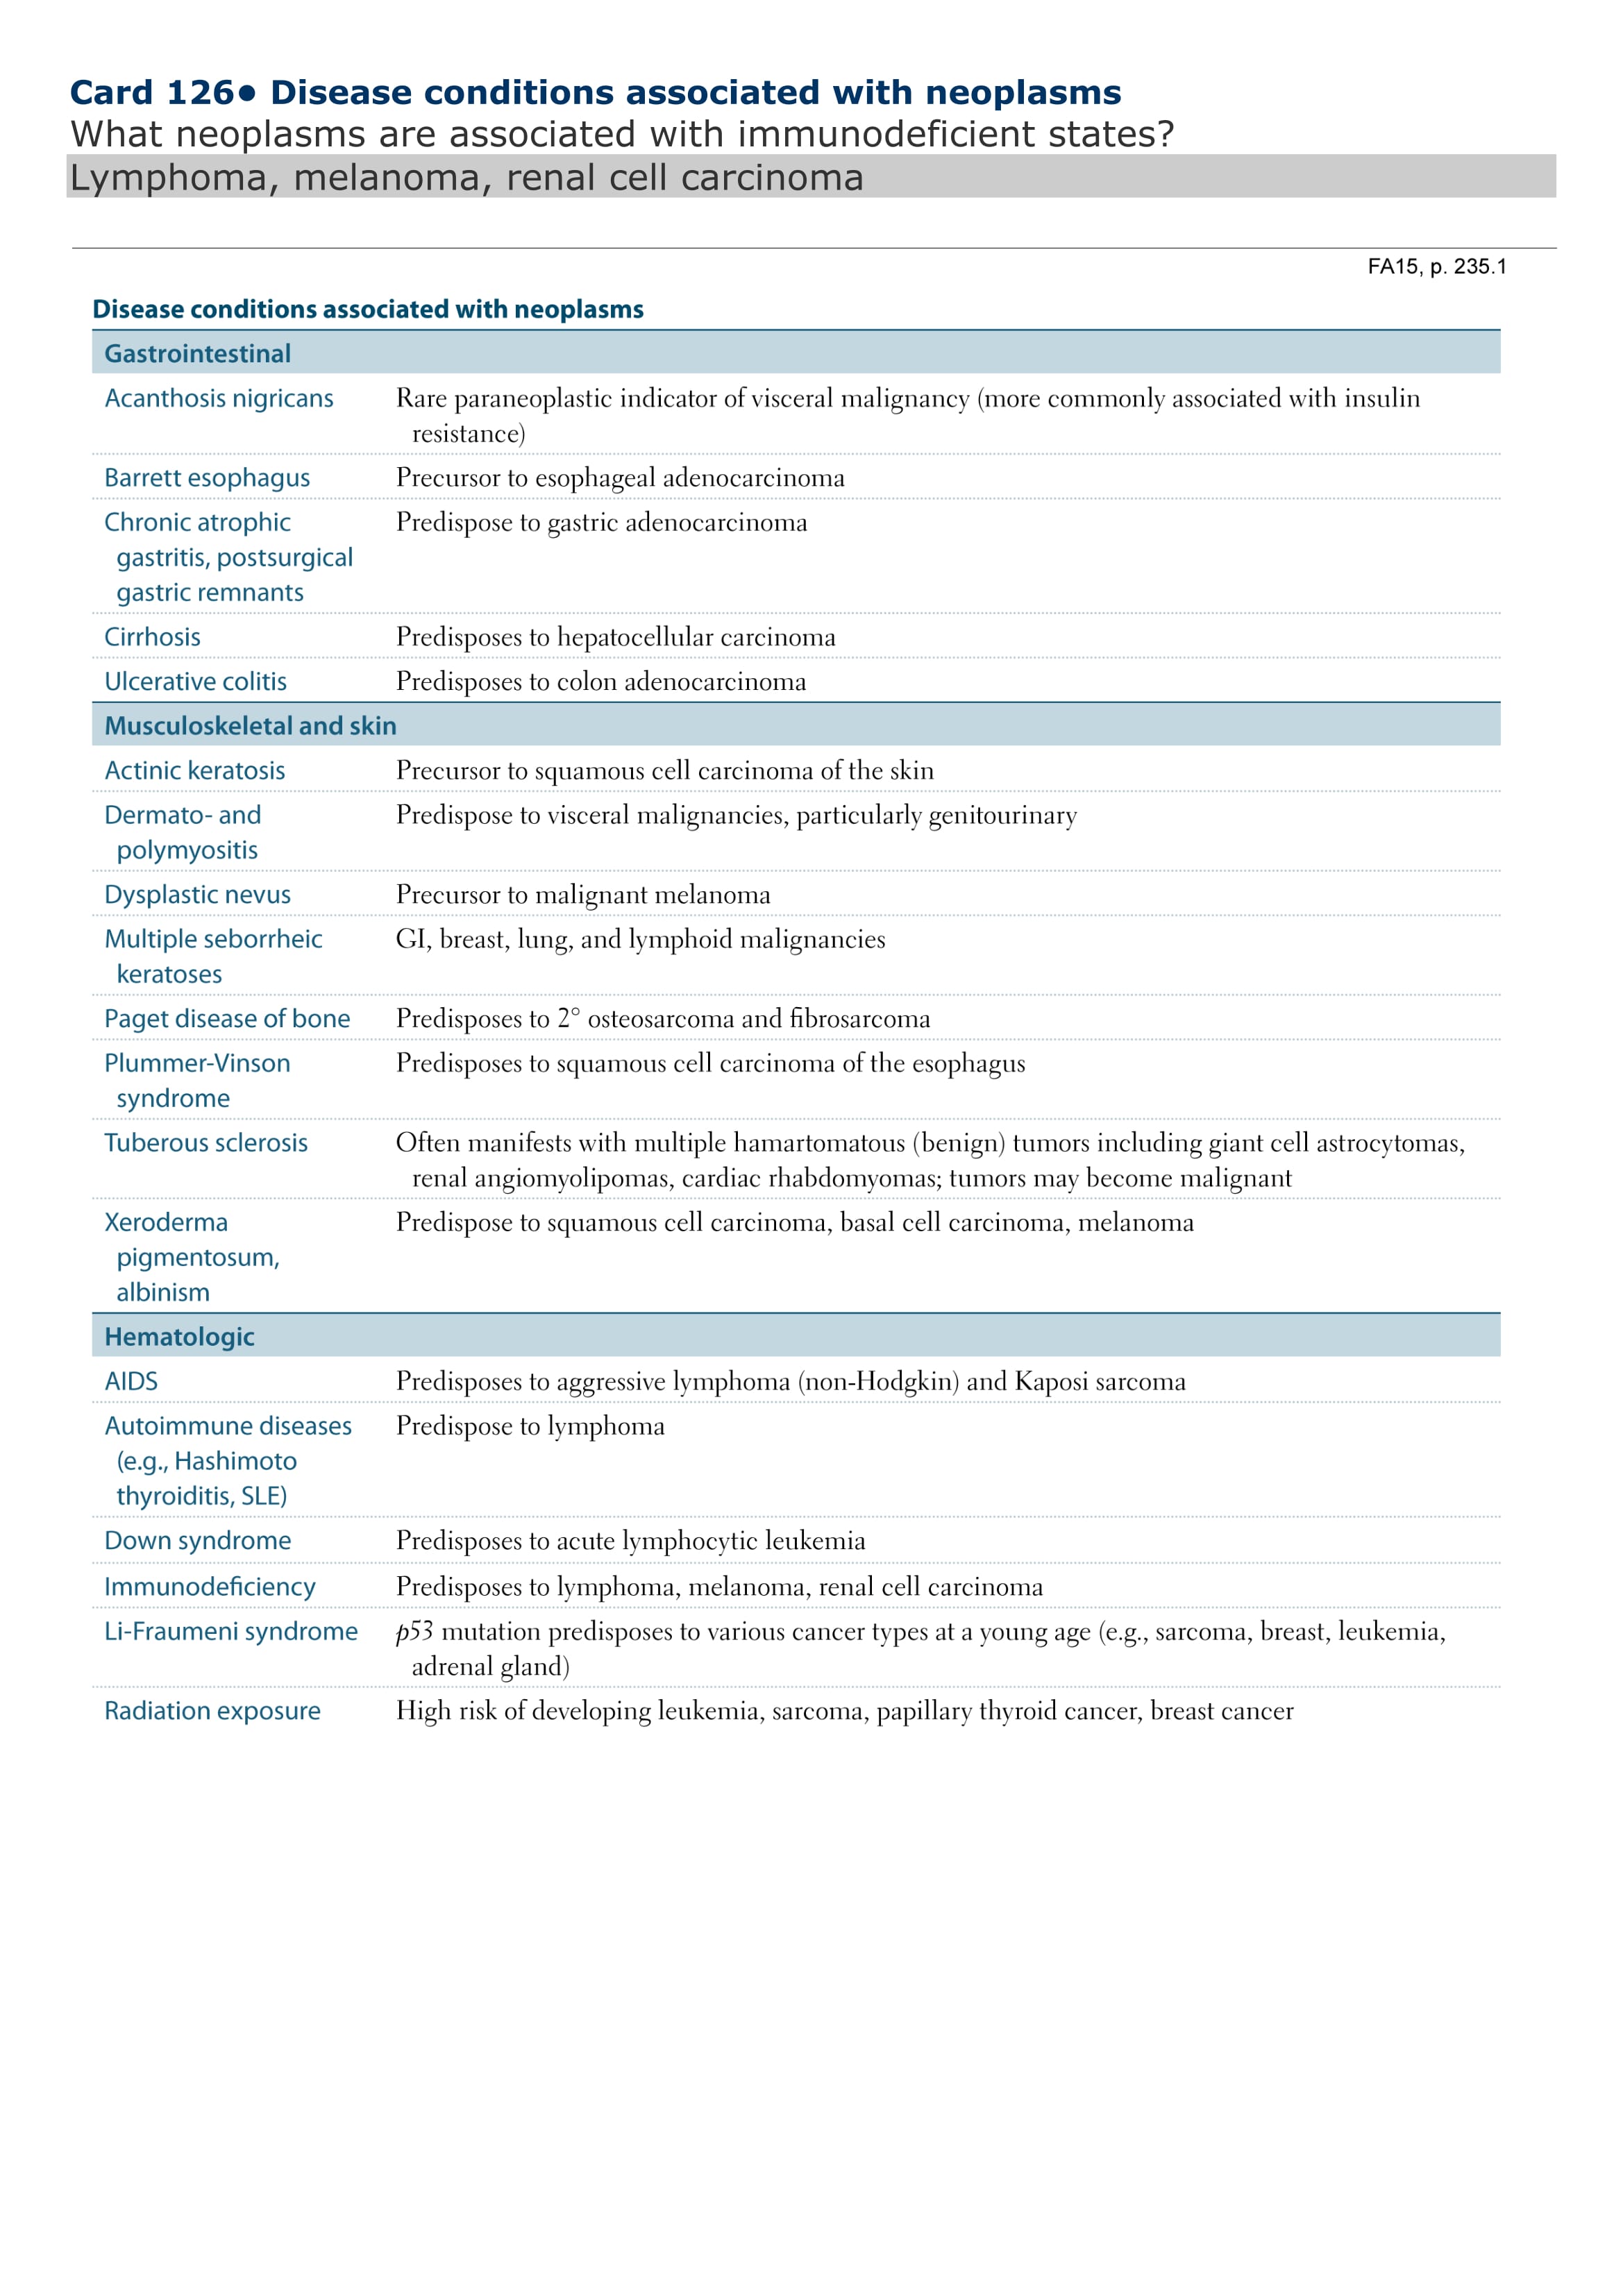 Card 126● Disease conditions associated with neoplasms
What neoplasms are associated with immunodeficient states?
Lymphoma, melanoma, renal cell carcinoma
FA15, p. 235.1
Disease conditions associated with neoplasms
Gastrointestinal
Acanthosis nigricans Rare paraneoplastic indicator of visceral malignancy (more commonly associated with insulin
resistance)
Barrett esophagus Precursor to esophageal adenocarcinoma
Chronic atrophic Predispose to gastric adenocarcinoma
gastritis, postsurgical
gastric remnants
Cirrhosis Predisposes to hepatocellular carcinoma
Ulcerative colitis Predisposes to colon adenocarcinoma
Musculoskeletal and skin
Actinic keratosis Precursor to squamous cell carcinoma of the skin
Dermato- and Predispose to visceral malignancies, particularly genitourinary
polymyositis
Dysplastic nevus Precursor to malignant melanoma
Multiple seborrheic GI, breast, lung, and lymphoid malignancies
keratoses
Paget disease of bone Predisposes to 2° osteosarcoma and fibrosarcoma
Plummer-Vinson Predisposes to squamous cell carcinoma of the esophagus
syndrome
Tuberous sclerosis Often manifests with multiple hamartomatous (benign) tumors including giant cell astrocytomas,
renal angiomyolipomas, cardiac rhabdomyomas; tumors may become malignant
Xeroderma Predispose to squamous cell carcinoma, basal cell carcinoma, melanoma
pigmentosum,
albinism
Hematologic
AIDS Predisposes to aggressive lymphoma (non-Hodgkin) and Kaposi sarcoma
Autoimmune diseases Predispose to lymphoma
(e.g., Hashimoto
thyroiditis, SLE)
Down syndrome Predisposes to acute lymphocytic leukemia
Immunodeficiency Predisposes to lymphoma, melanoma, renal cell carcinoma
Li-Fraumeni syndrome p53 mutation predisposes to various cancer types at a young age (e.g., sarcoma, breast, leukemia,
adrenal gland)
Radiation exposure High risk of developing leukemia, sarcoma, papillary thyroid cancer, breast cancer